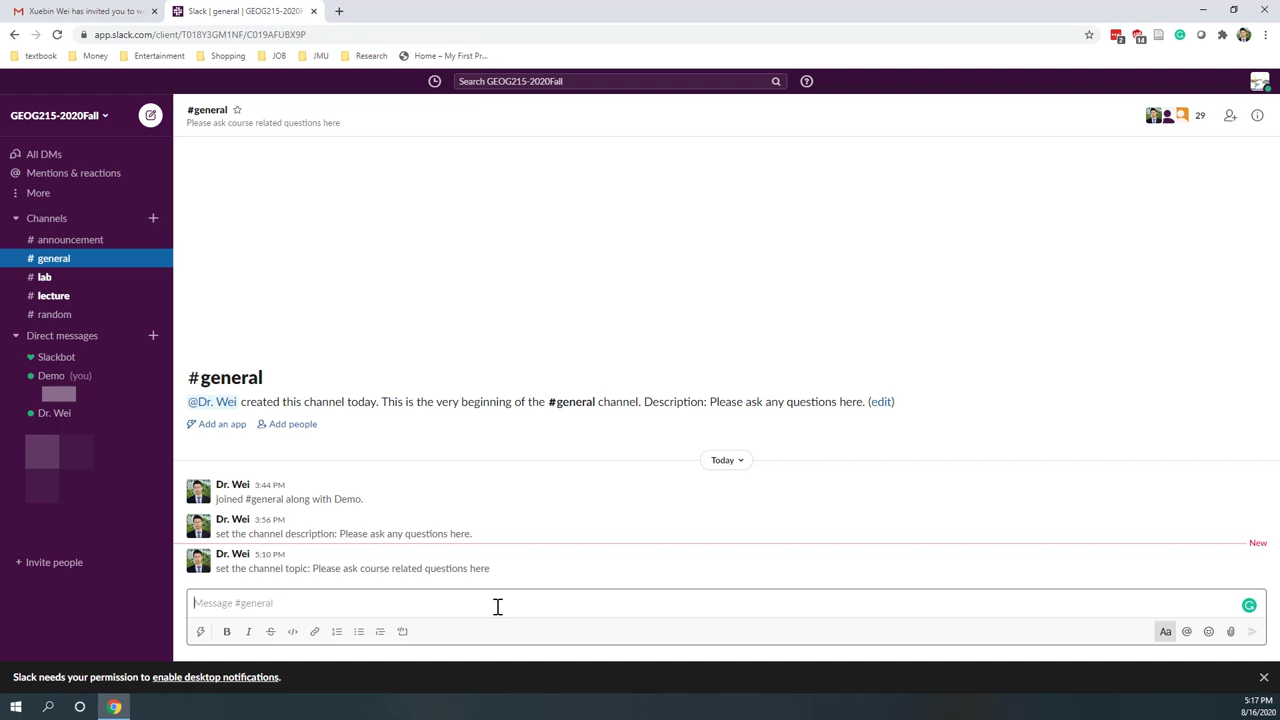 Xuebin Wei has invited you to w
Slack | general | GEOG215-2020F
app.slack.com/client/T018Y3GM1NF/C019AFUBX9P
2
14
textbook
Money
Entertainment
Shopping
JOB
JMU
Research
Home – My First Pr...
Search GEOG215-2020Fall
GEOG215-2020Fall
#general
Please ask course related questions here
29
All DMs
Mentions & reactions
More
Channels
# announcement
# general
# lab
# lecture
# random
Direct messages
Slackbot
Demo (you)
Dr. Wei
+ Invite people
#general
@Dr. Wei created this channel today. This is the very beginning of the #general channel. Description: Please ask any questions here. (edit)
Add an app
Add people
Today
Dr. Wei 3:44 PM
joined #general along with Demo.
Dr. Wei 3:56 PM
set the channel description: Please ask any questions here.
New
Dr. Wei 5:10 PM
set the channel topic: Please ask course related questions here
Message #general
B I S </>
Aa @
Slack needs your permission to enable desktop notifications.
5:17 PM
8/16/2020